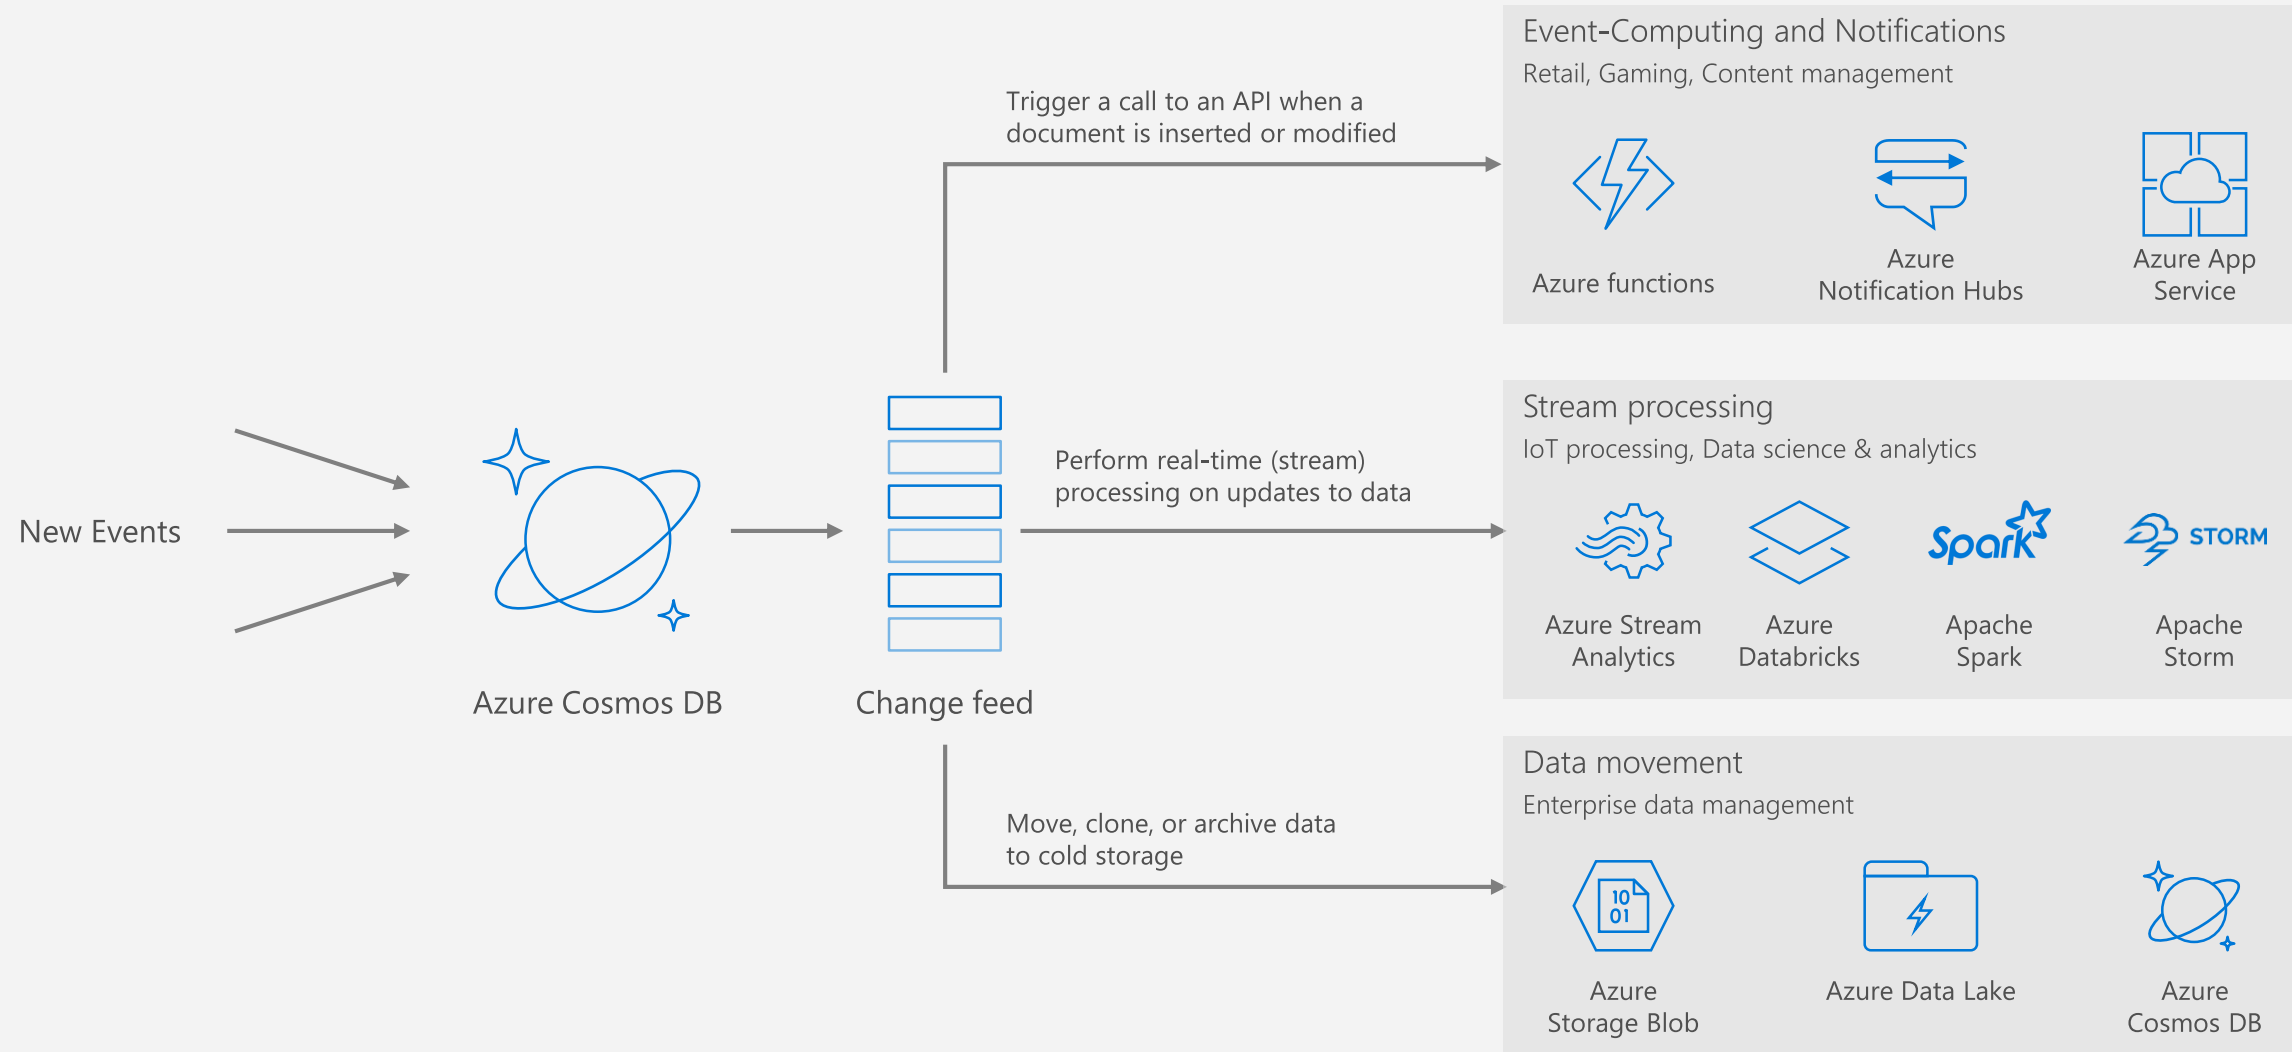 Event-Computing and Notifications
Retail, Gaming, Content management
Trigger a call to an API when a
document is inserted or modified
Azure functions
Azure
Notification Hubs
Azure App
Service
Stream processing
IoT processing, Data science & analytics
Perform real-time (stream)
processing on updates to data
New Events
Spark
STORM
Azure Stream
Analytics
Azure
Databricks
Apache
Spark
Apache
Storm
Azure Cosmos DB
Change feed
Data movement
Enterprise data management
Move, clone, or archive data
to cold storage
10
01
Azure
Storage Blob
Azure Data Lake
Azure
Cosmos DB